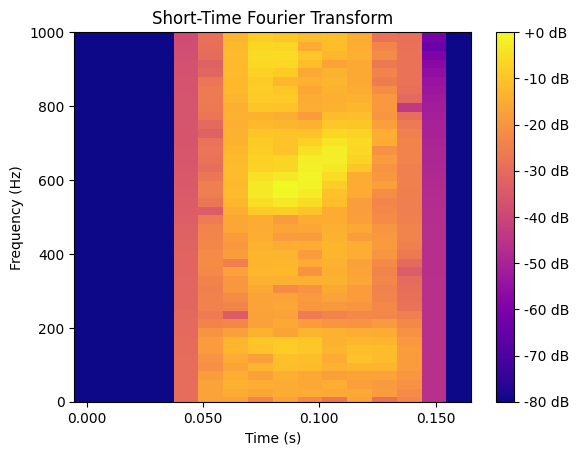 Short-Time Fourier Transform
1000
800
600
400
200
0
Frequency (Hz)
0.000
0.050
0.100
0.150
Time (s)
+0 dB
-10 dB
-20 dB
-30 dB
-40 dB
-50 dB
-60 dB
-70 dB
-80 dB